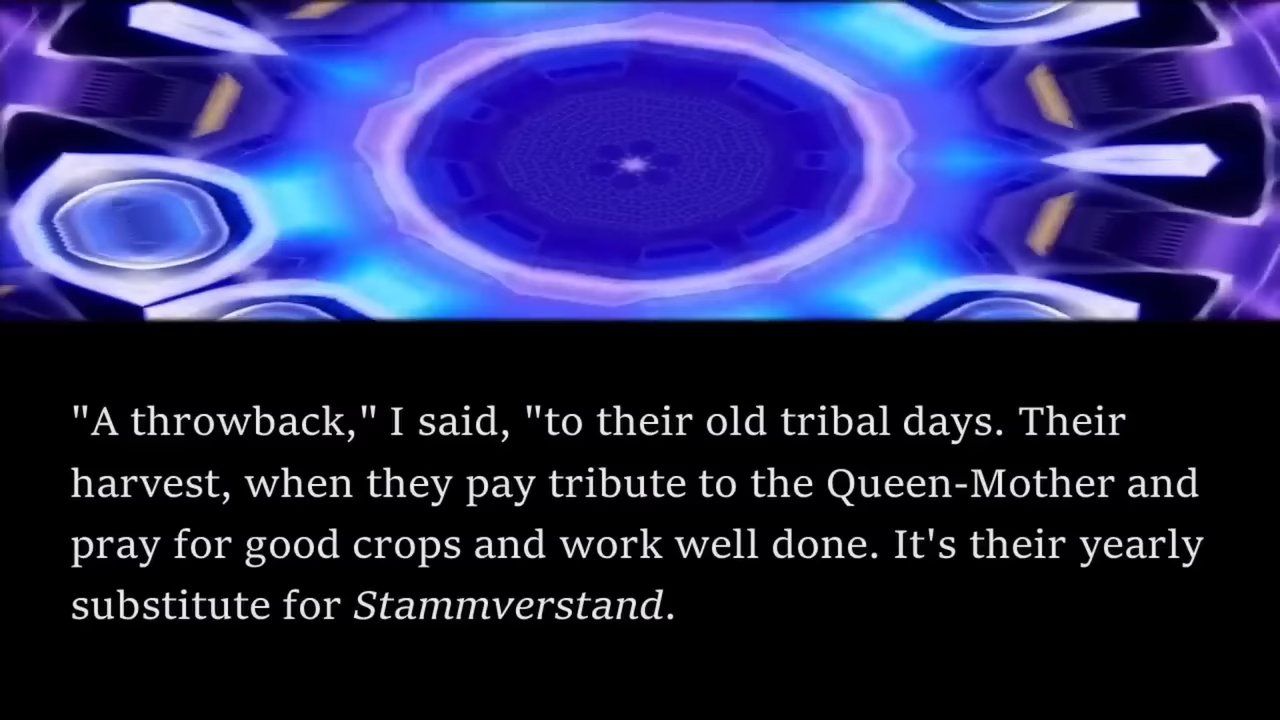 "A throwback," I said, "to their old tribal days. Their
harvest, when they pay tribute to the Queen-Mother and
pray for good crops and work well done. It's their yearly
substitute for Stammverstand.